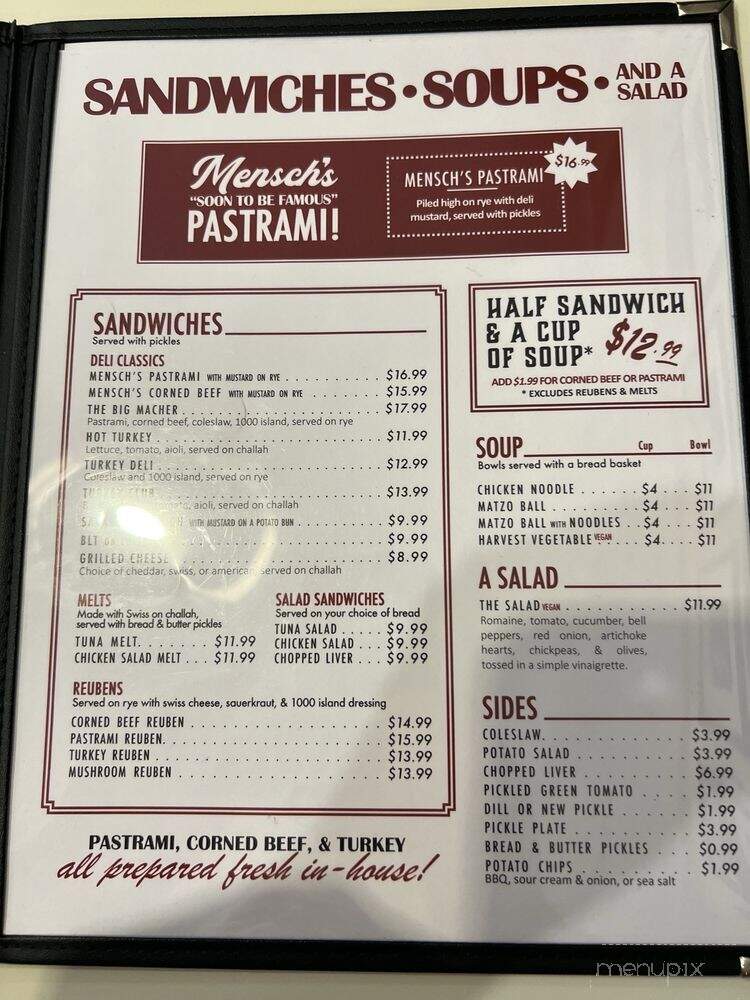 SANDWICHES • SOUPS • AND A SALAD
Mensch's
"SOON TO BE FAMOUS"
PASTRAMI!
MENSCH'S PASTRAMI $16.99
Piled high on rye with deli
mustard, served with pickles
SANDWICHES
Served with pickles
DELI CLASSICS
MENSCH'S PASTRAMI WITH MUSTARD ON RYE . . . . . . . . . . . $16.99
MENSCH'S CORNED BEEF WITH MUSTARD ON RYE . . . . . . . . $15.99
THE BIG MACHER . . . . . . . . . . . . . . . . . . . . . . $17.99
Pastrami, corned beef, coleslaw, 1000 island, served on rye
HOT TURKEY . . . . . . . . . . . . . . . . . . . . . . . . $11.99
Lettuce, tomato, aioli, served on challah
TURKEY DELI . . . . . . . . . . . . . . . . . . . . . . . $12.99
Coleslaw and 1000 island, served on rye
TURKEY CLUB . . . . . . . . . . . . . . . . . . . . . . . $13.99
tomato, aioli, served on challah
WITH MUSTARD ON A POTATO BUN . . . . . . . . . . . $9.99
BLT . . . . . . . . . . . . . . . . . . . . . . . $9.99
GRILLED CHEESE . . . . . . . . . . . . . . . . . . . . . . $8.99
Choice of cheddar, swiss, or american, served on challah
MELTS
Made with Swiss on challah,
served with bread & butter pickles
TUNA MELT. . . . . . . $11.99
CHICKEN SALAD MELT . . . $11.99
SALAD SANDWICHES
Served on your choice of bread
TUNA SALAD . . . . . $9.99
CHICKEN SALAD . . . . $9.99
CHOPPED LIVER . . . . $9.99
REUBENS
Served on rye with swiss cheese, sauerkraut, & 1000 island dressing
CORNED BEEF REUBEN . . . . . . . . . . . . . . . . . . . . $14.99
PASTRAMI REUBEN. . . . . . . . . . . . . . . . . . . . . . $15.99
TURKEY REUBEN . . . . . . . . . . . . . . . . . . . . . . $13.99
MUSHROOM REUBEN . . . . . . . . . . . . . . . . . . . . . $13.99
PASTRAMI, CORNED BEEF, & TURKEY
all prepared fresh in-house!
HALF SANDWICH
& A CUP
OF SOUP* $12.99
ADD $1.99 FOR CORNED BEEF OR PASTRAMI
* EXCLUDES REUBENS & MELTS
SOUP Cup Bowl
Bowls served with a bread basket
CHICKEN NOODLE . . . . . . . $4 . . . $11
MATZO BALL . . . . . . . . . $4 . . . $11
MATZO BALL WITH NOODLES . . $4 . . . $11
HARVEST VEGETABLE VEGAN . . . $4. . . . $11
A SALAD
THE SALAD VEGAN . . . . . . . . . . . . $11.99
Romaine, tomato, cucumber, bell
peppers, red onion, artichoke
hearts, chickpeas, & olives,
tossed in a simple vinaigrette.
SIDES
COLESLAW. . . . . . . . . . . . . . . $3.99
POTATO SALAD . . . . . . . . . . . . $3.99
CHOPPED LIVER . . . . . . . . . . . . $6.99
PICKLED GREEN TOMATO . . . . $1.99
DILL OR NEW PICKLE . . . . . . . $1.99
PICKLE PLATE . . . . . . . . . . . . . $3.99
BREAD & BUTTER PICKLES . . . $0.99
POTATO CHIPS . . . . . . . . . . . . . $1.99
BBQ, sour cream & onion, or sea salt
menupix